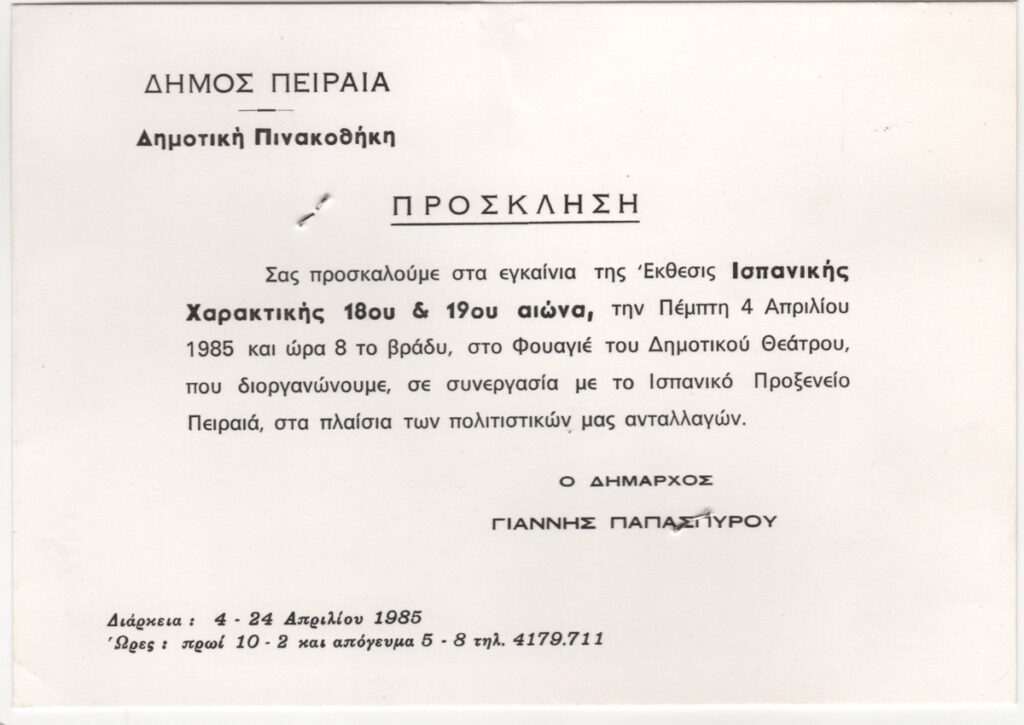 ΔΗΜΟΣ ΠΕΙΡΑΙΑ
Δημοτική Πινακοθήκη
ΠΡΟΣΚΛΗΣΗ
Σας προσκαλούμε στα εγκαίνια της 'Εκθεσις Ισπανικής
Χαρακτικής 18ου & 19ου αιώνα, την Πέμπτη 4 Απριλίου
1985 και ώρα 8 το βράδυ, στο Φουαγιέ του Δημοτικού Θεάτρου,
που διοργανώνουμε, σε συνεργασία με το Ισπανικό Προξενείο
Πειραιά, στα πλαίσια των πολιτιστικών μας ανταλλαγών.
Ο ΔΗΜΑΡΧΟΣ
ΓΙΑΝΝΗΣ ΠΑΠΑΣΠΥΡΟΥ
Διάρκεια : 4 - 24 Απριλίου 1985
'Ώρες : πρωί 10 - 2 και απόγευμα 5 - 8 τηλ. 4179.711